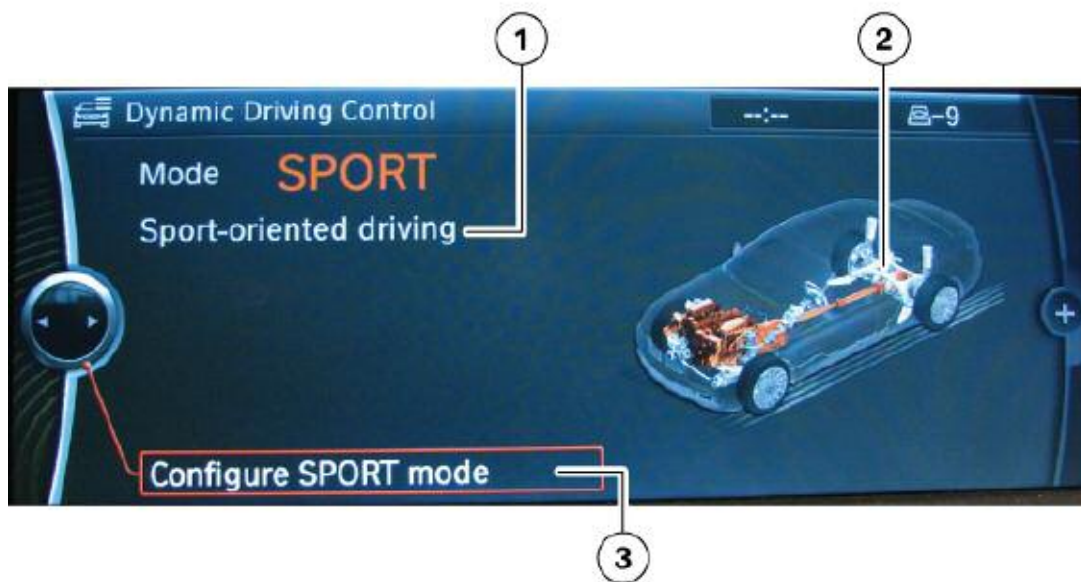 1
2
Dynamic Driving Control
--:--
-9
Mode SPORT
Sport-oriented driving
Configure SPORT mode
3